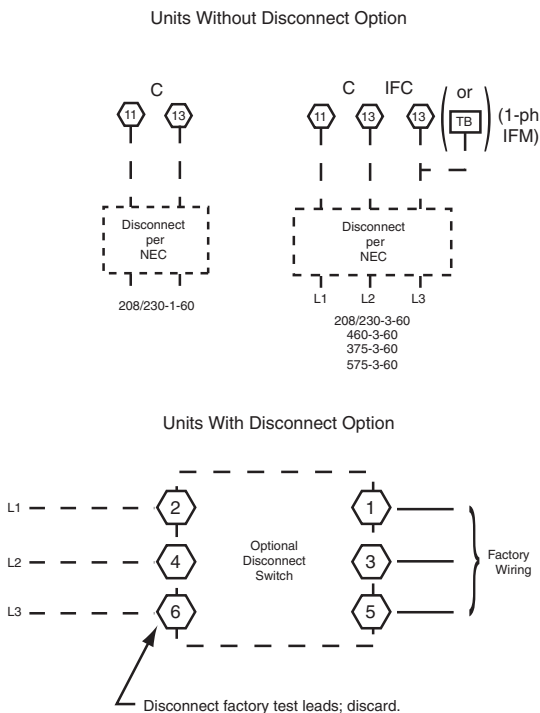 Units Without Disconnect Option
C
11 13
Disconnect
per
NEC
208/230-1-60
C IFC
11 13 13
or
TB
(1-ph
IFM)
Disconnect
per
NEC
L1 L2 L3
208/230-3-60
460-3-60
375-3-60
575-3-60
Units With Disconnect Option
L1 2 1
L2 4 3
L3 6 5
Optional
Disconnect
Switch
Factory
Wiring
Disconnect factory test leads; discard.